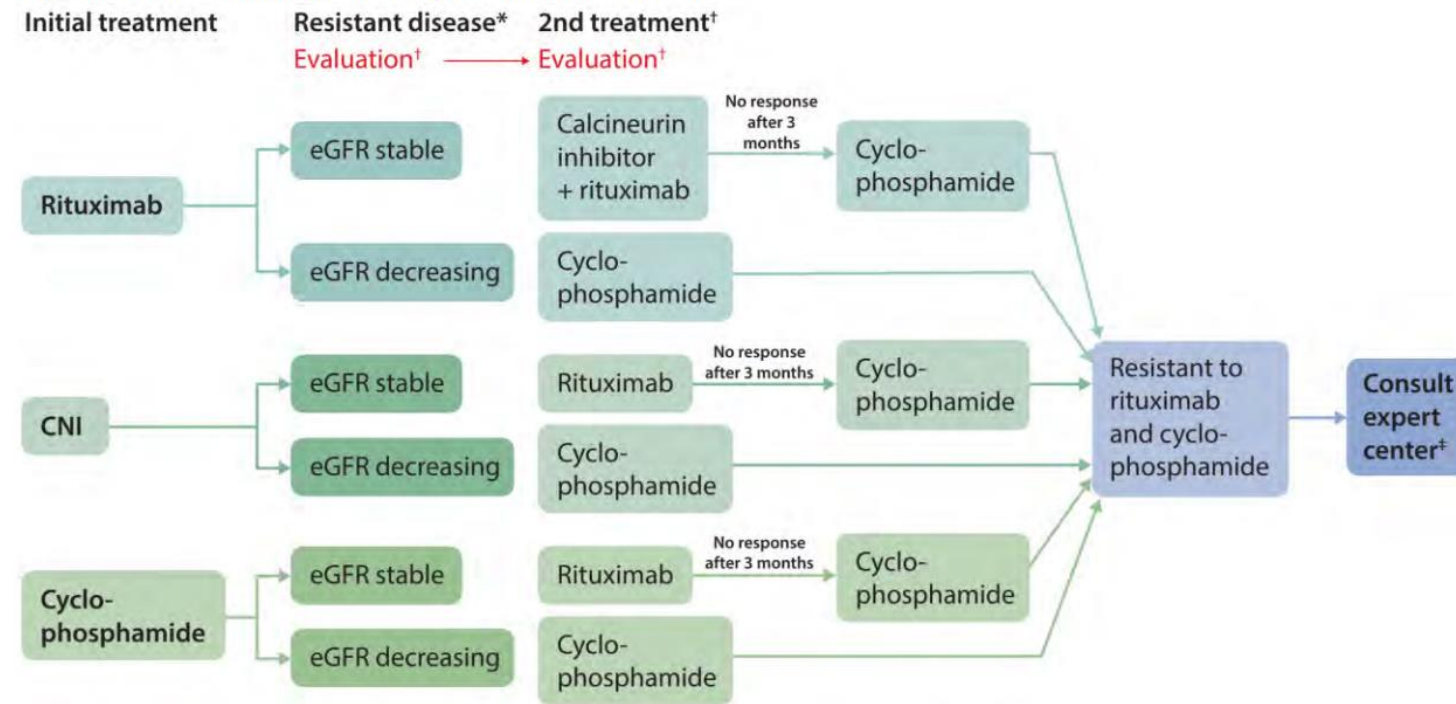 Initial treatment
Resistant disease*
2nd treatment†
Evaluation†
Evaluation†
Rituximab
eGFR stable
Calcineurin
inhibitor
+ rituximab
No response
after 3
months
Cyclo-
phosphamide
eGFR decreasing
Cyclo-
phosphamide
CNI
eGFR stable
Rituximab
No response
after 3 months
Cyclo-
phosphamide
eGFR decreasing
Cyclo-
phosphamide
Cyclo-
phosphamide
eGFR stable
Rituximab
No response
after 3 months
Cyclo-
phosphamide
eGFR decreasing
Cyclo-
phosphamide
Resistant to
rituximab
and cyclo-
phosphamide
Consult
expert
center‡